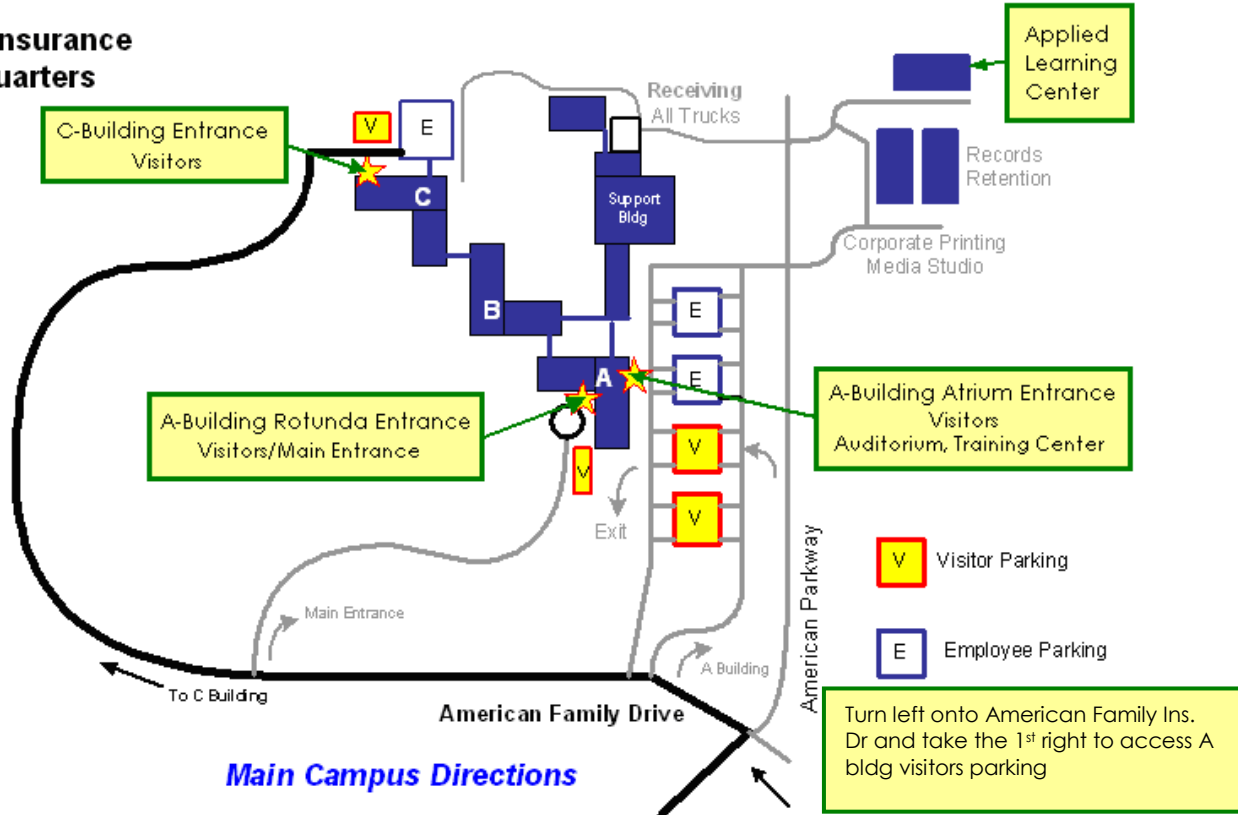 nsurance
uarters
Applied
Learning
Center
Receiving
All Trucks
C-Building Entrance
Visitors
V
E
C
Support
Bldg
Records
Retention
Corporate Printing
Media Studio
B
E
A
E
A-Building Rotunda Entrance
Visitors/Main Entrance
A-Building Atrium Entrance
Visitors
Auditorium, Training Center
V
V
Exit
V
American Parkway
V
Visitor Parking
Main Entrance
E
Employee Parking
A Building
To C Building
American Family Drive
Turn left onto American Family Ins.
Dr and take the 1st right to access A
bldg visitors parking
Main Campus Directions